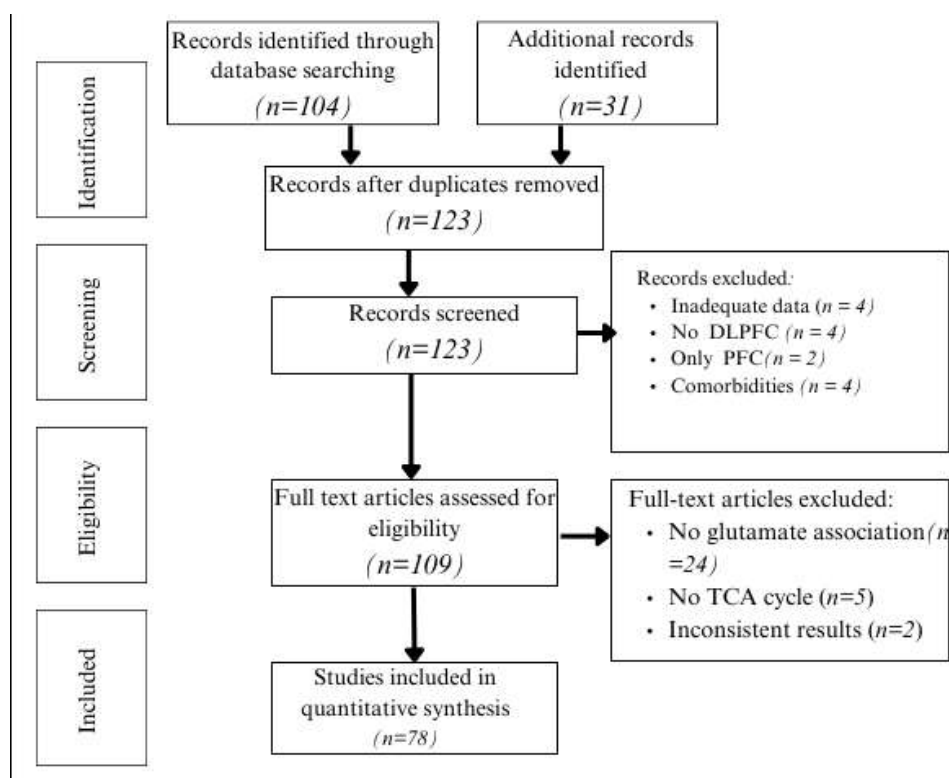 Identification
Records identified through
database searching
(n=104)
Additional records
identified
(n=31)
Records after duplicates removed
(n=123)
Screening
Records screened
(n=123)
Records excluded:
• Inadequate data (n = 4)
• No DLPFC (n = 4)
• Only PFC(n = 2)
• Comorbidities (n = 4)
Eligibility
Full text articles assessed for
eligibility
(n=109)
Full-text articles excluded:
• No glutamate association(n
=24)
• No TCA cycle (n=5)
• Inconsistent results (n=2)
Included
Studies included in
quantitative synthesis
(n=78)